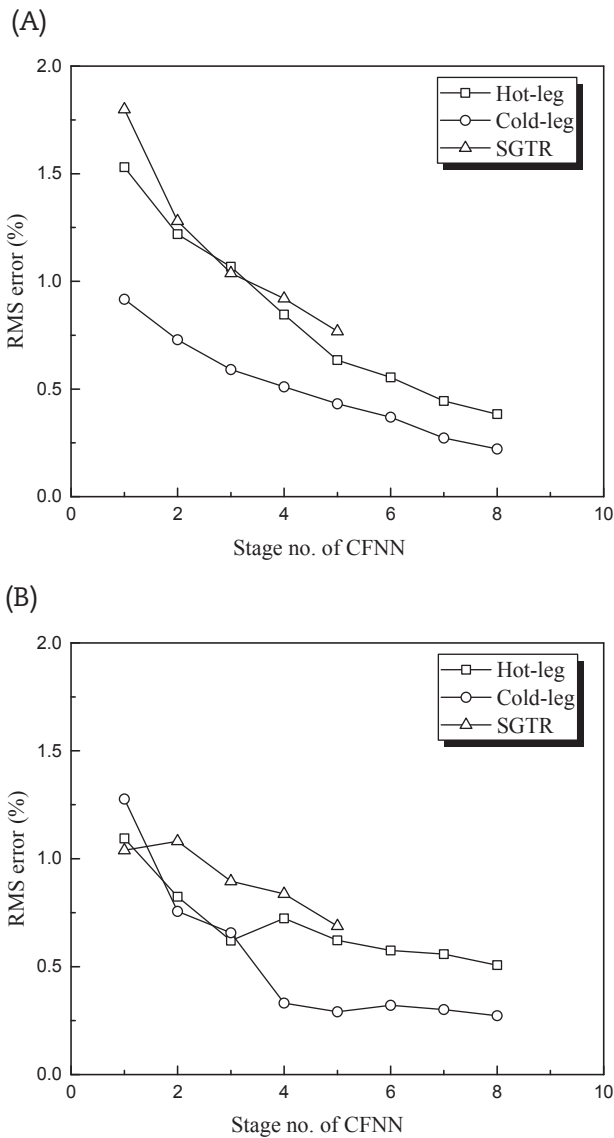 (A)
2.0
1.5
1.0
0.5
0.0
RMS error (%)
Hot-leg
Cold-leg
SGTR
0 2 4 6 8 10
Stage no. of CFNN
(B)
2.0
1.5
1.0
0.5
0.0
RMS error (%)
Hot-leg
Cold-leg
SGTR
0 2 4 6 8 10
Stage no. of CFNN